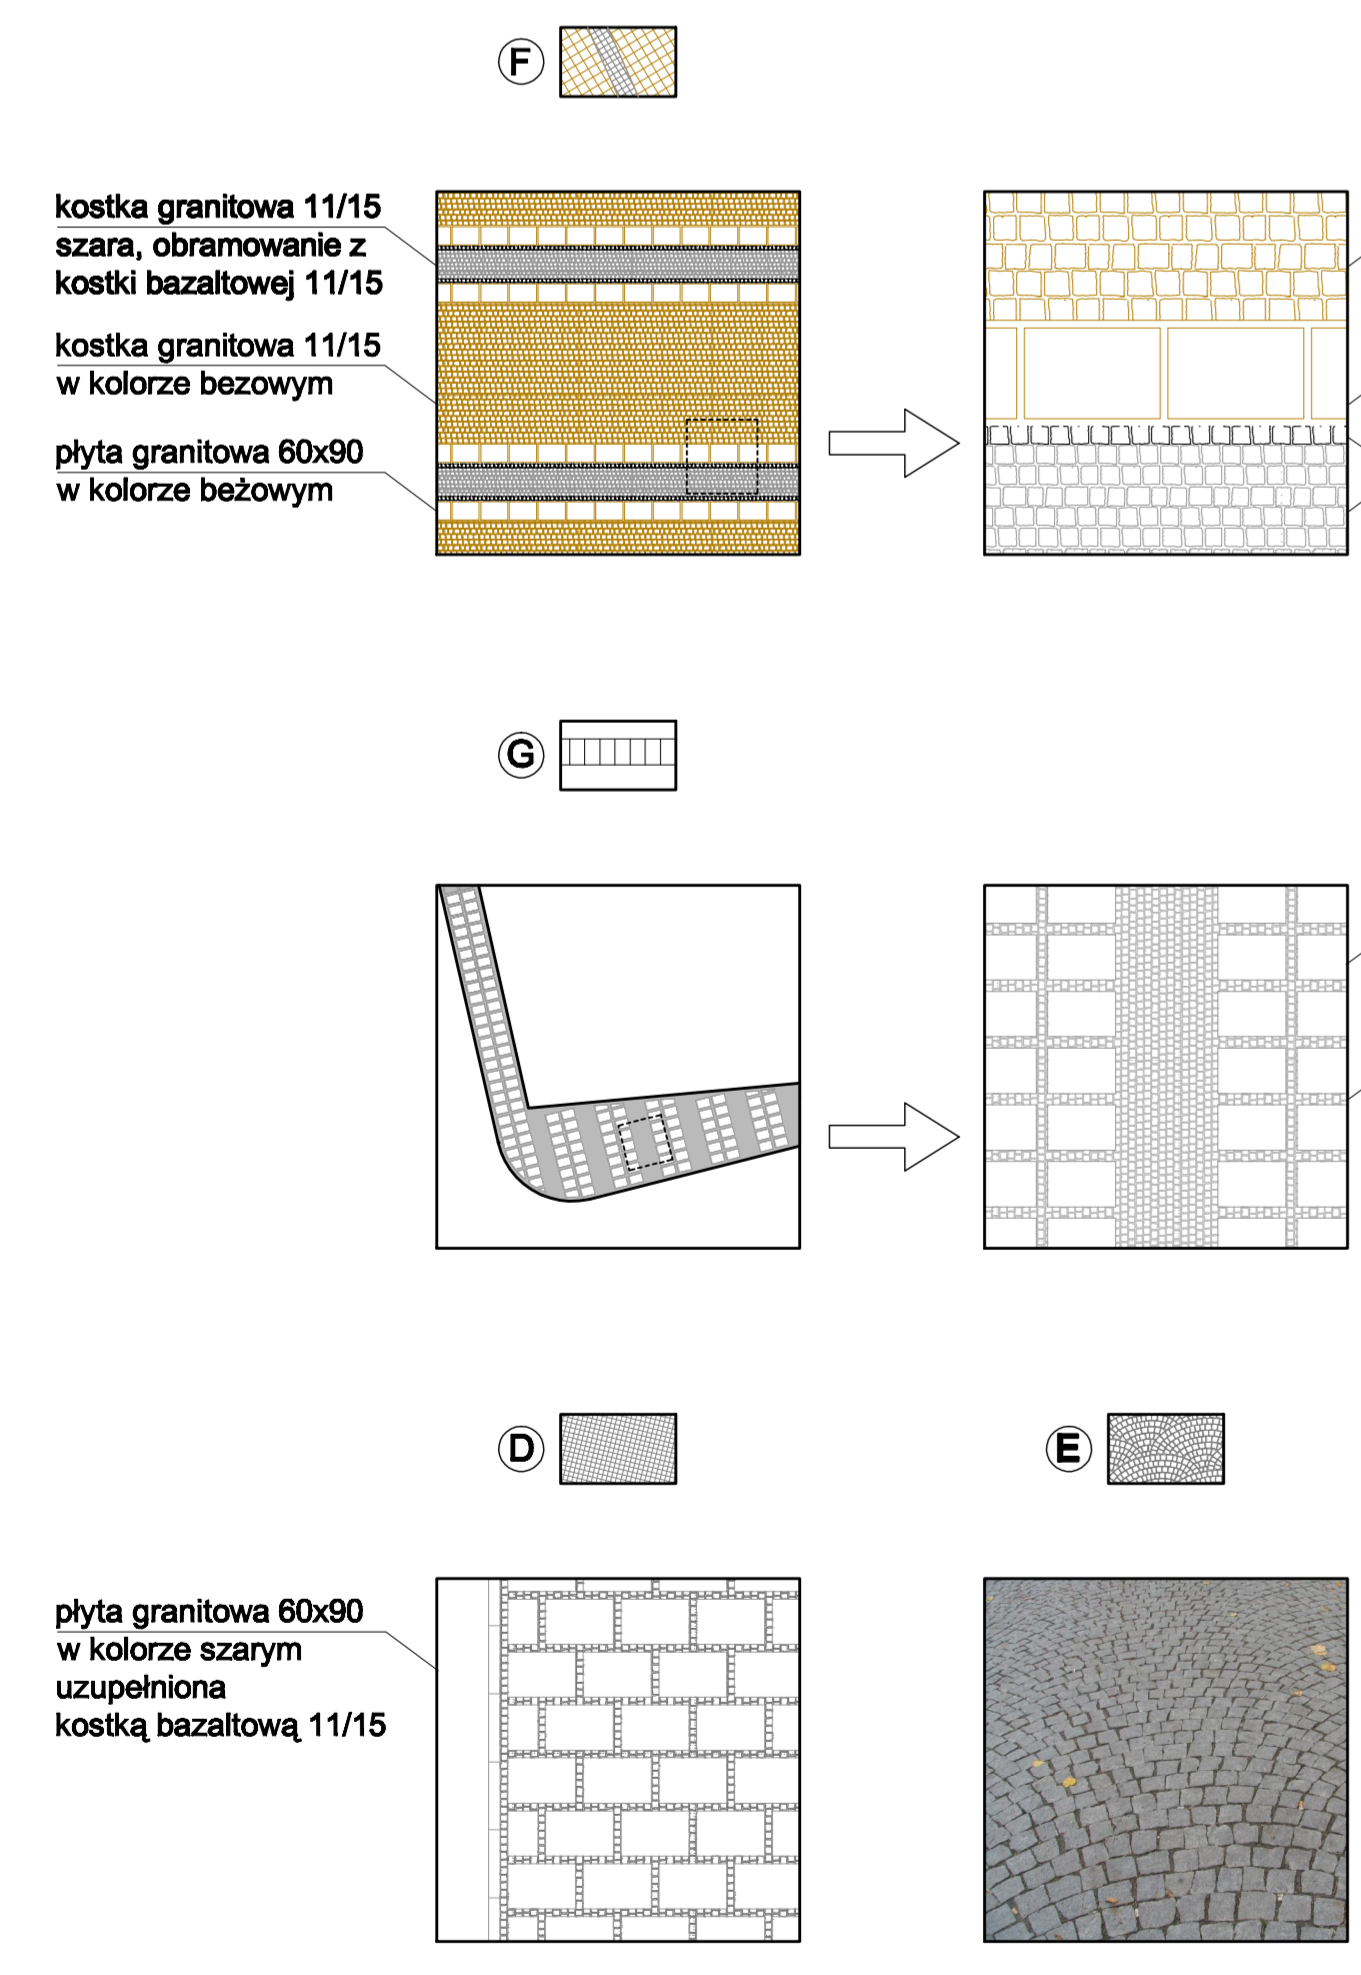 F
kostka granitowa 11/15
szara, obramowanie z
kostki bazaltowej 11/15
kostka granitowa 11/15
w kolorze bezowym
płyta granitowa 60x90
w kolorze beżowym
G
D
E
płyta granitowa 60x90
w kolorze szarym
uzupełniona
kostką bazaltową 11/15